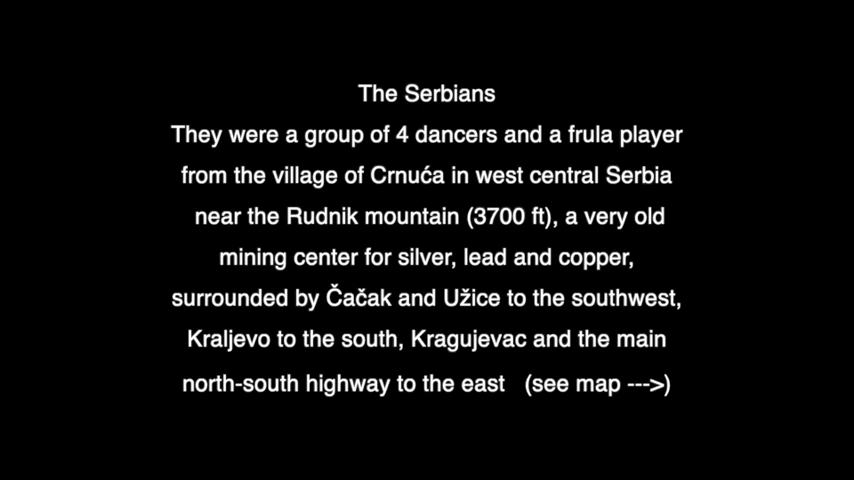 The Serbians
They were a group of 4 dancers and a frula player
from the village of Crnuća in west central Serbia
near the Rudnik mountain (3700 ft), a very old
mining center for silver, lead and copper,
surrounded by Čačak and Užice to the southwest,
Kraljevo to the south, Kragujevac and the main
north-south highway to the east (see map --->)